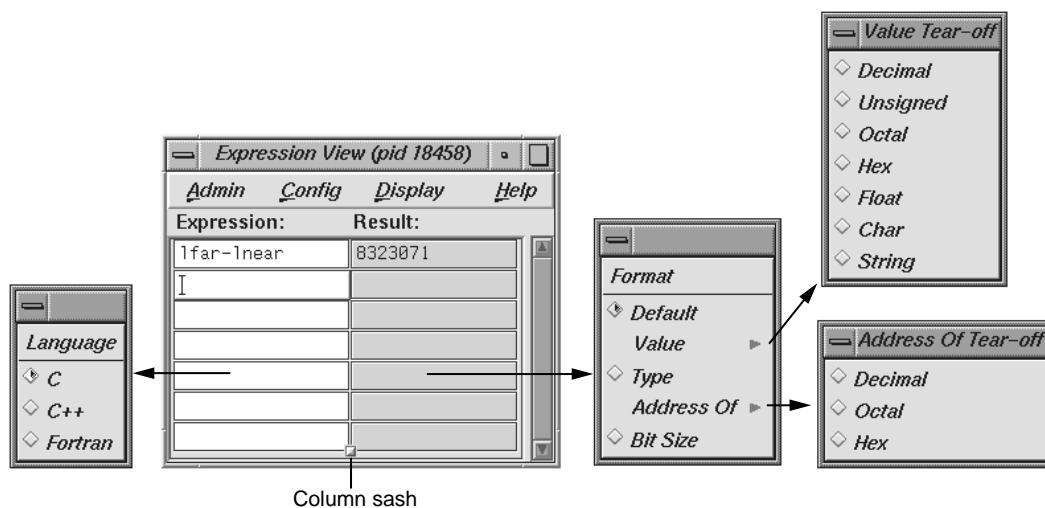 Value Tear-off
Decimal
Unsigned
Octal
Hex
Float
Char
String
Expression View (pid 18458)
Admin Config Display Help
Expression: Result:
lfar-lnear 8323071
Language
C
C++
Fortran
Format
Default
Value
Type
Address Of
Bit Size
Address Of Tear-off
Decimal
Octal
Hex
Column sash